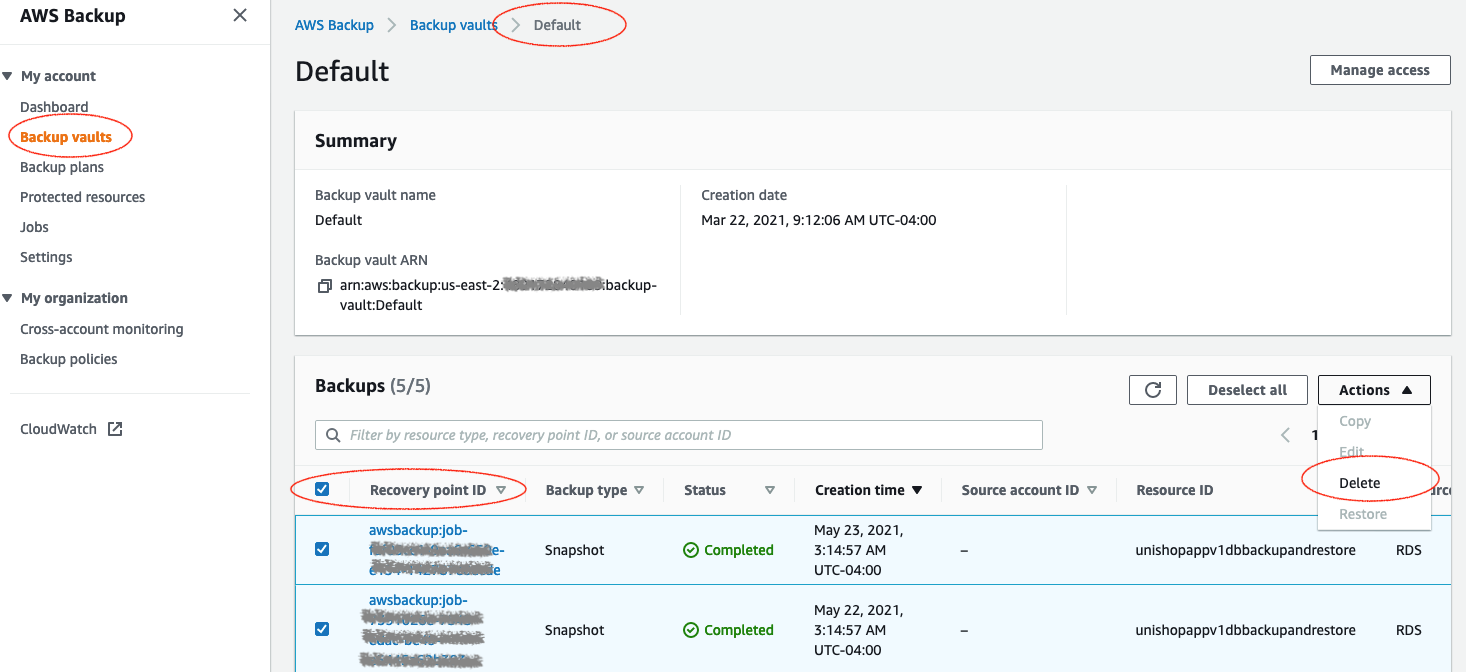 AWS Backup
My account
Dashboard
Backup vaults
Backup plans
Protected resources
Jobs
Settings
My organization
Cross-account monitoring
Backup policies
CloudWatch
AWS Backup > Backup vaults > Default
Default
Manage access
Summary
Backup vault name
Default
Backup vault ARN
arn:aws:backup:us-east-2: :backup-
vault:Default
Creation date
Mar 22, 2021, 9:12:06 AM UTC-04:00
Backups (5/5)
Deselect all
Actions
Filter by resource type, recovery point ID, or source account ID
1
Copy
Edit
Delete
Restore
Recovery point ID
Backup type
Status
Creation time
Source account ID
Resource ID
awsbackup:job-
Snapshot
Completed
May 23, 2021,
3:14:57 AM
UTC-04:00
–
unishopappv1dbbackupandrestore
RDS
awsbackup:job-
Snapshot
Completed
May 22, 2021,
3:14:57 AM
UTC-04:00
–
unishopappv1dbbackupandrestore
RDS